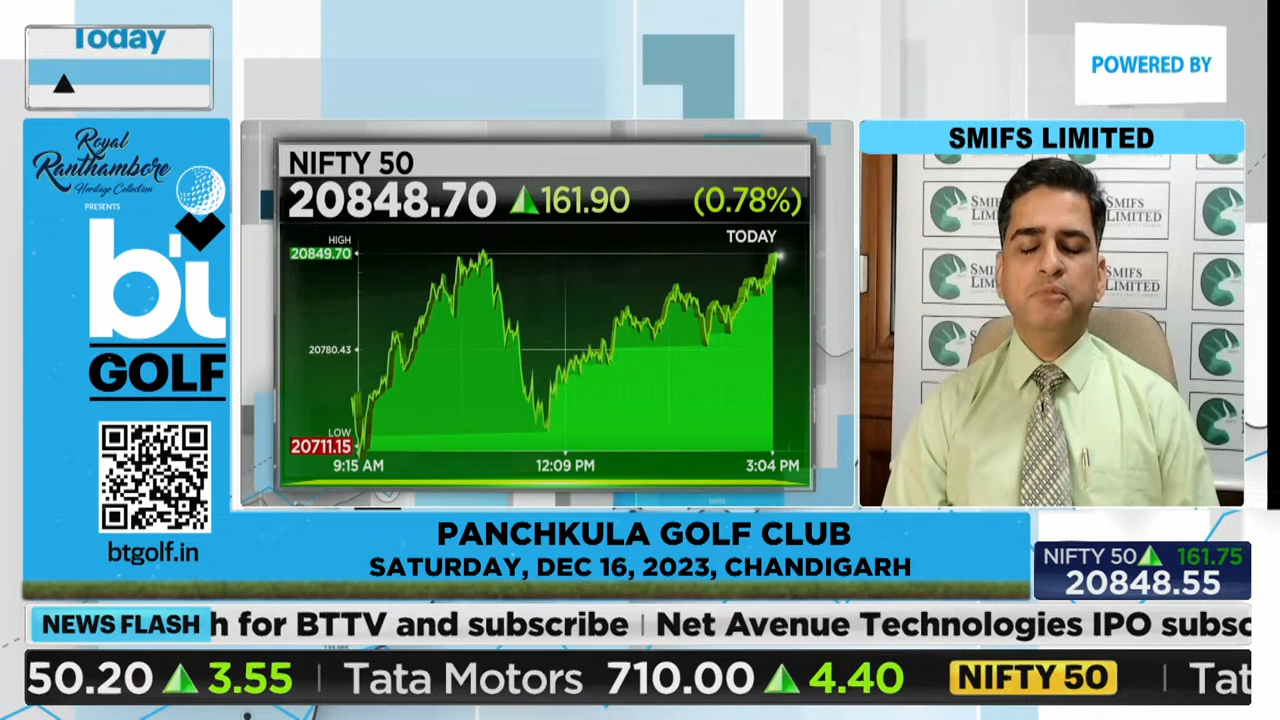 Today
POWERED BY
Royal
Ranthambore
Heritage Collection
PRESENTS
bt
GOLF
btgolf.in
NIFTY 50
20848.70 ▲ 161.90 (0.78%)
TODAY
HIGH
20849.70
20780.43
LOW
20711.15
9:15 AM 12:09 PM 3:04 PM
SMIFS LIMITED
SMIFS
LIMITED
SMIFS
LIMITED
PANCHKULA GOLF CLUB
SATURDAY, DEC 16, 2023, CHANDIGARH
NIFTY 50 ▲ 161.75
20848.55
NEWS FLASH h for BTTV and subscribe | Net Avenue Technologies IPO subsc
50.20 ▲ 3.55 | Tata Motors 710.00 ▲ 4.40 NIFTY 50 | Tat